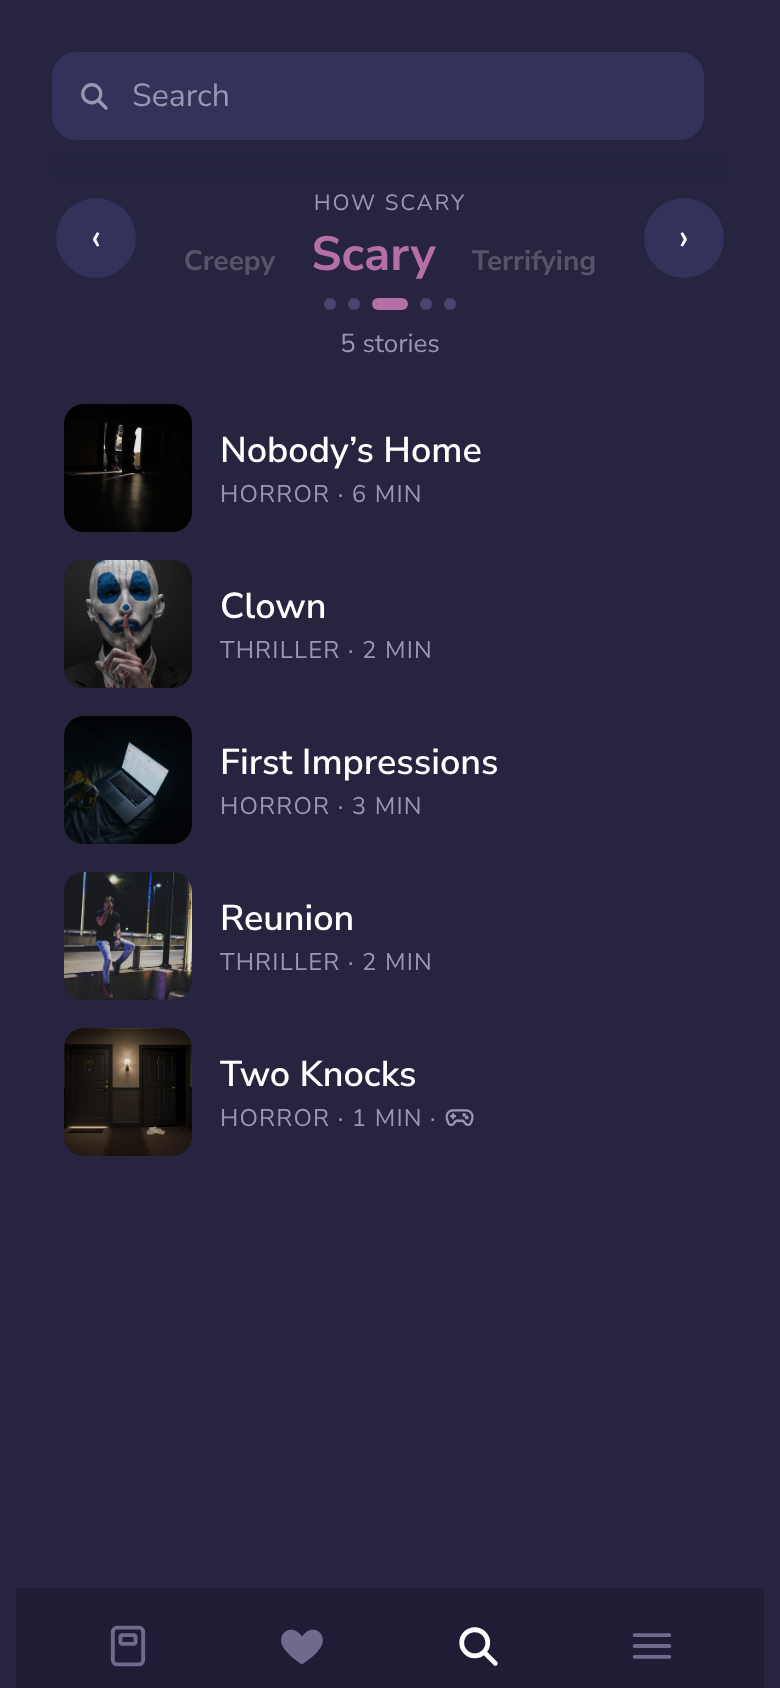 Search
HOW SCARY
‹ Creepy Scary Terrifying ›
5 stories
Nobody’s Home
HORROR · 6 MIN
Clown
THRILLER · 2 MIN
First Impressions
HORROR · 3 MIN
Reunion
THRILLER · 2 MIN
Two Knocks
HORROR · 1 MIN ·